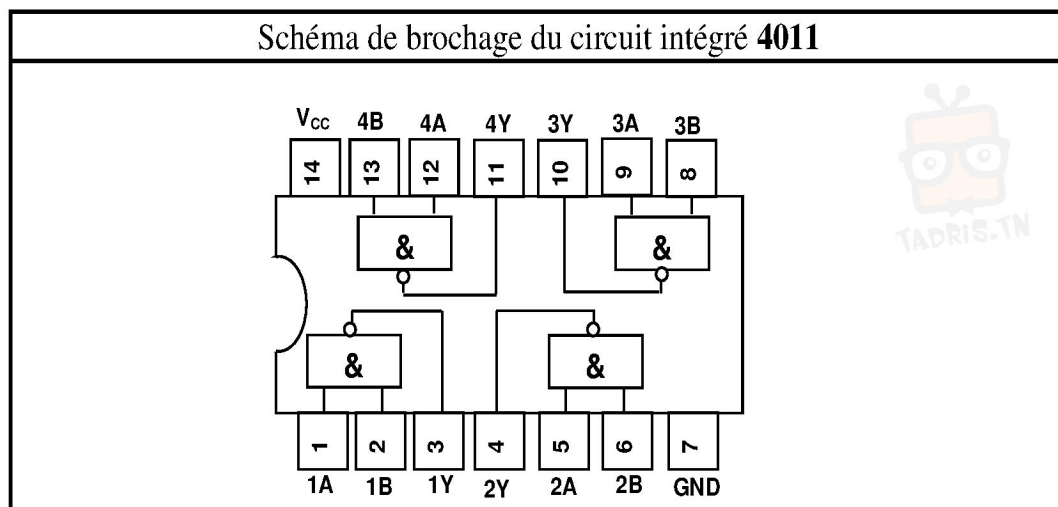 Schéma de brochage du circuit intégré 4011
TADRIS.TN
VCC 4B 4A 4Y 3Y 3A 3B
14 13 12 11 10 9 8
& &
& &
1 2 3 4 5 6 7
1A 1B 1Y 2Y 2A 2B GND